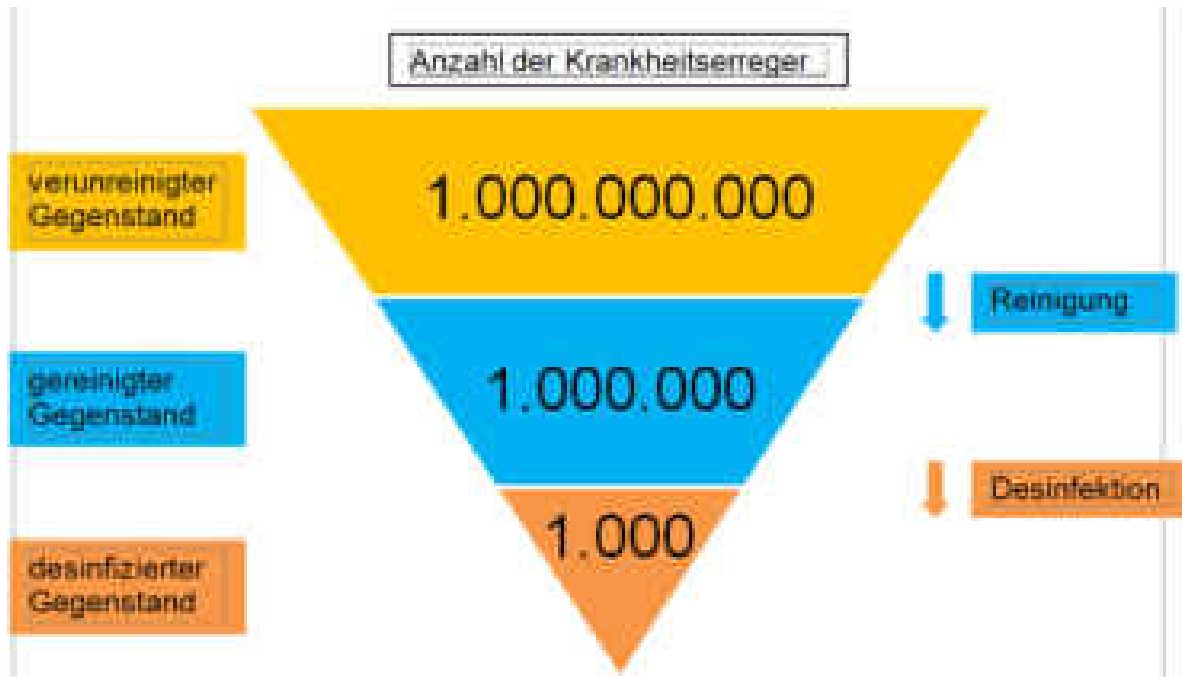 Anzahl der Krankheitserreger
verunreinigter
Gegenstand
1.000.000.000
Reinigung
gereinigter
Gegenstand
1.000.000
Desinfektion
desinfizierter
Gegenstand
1.000